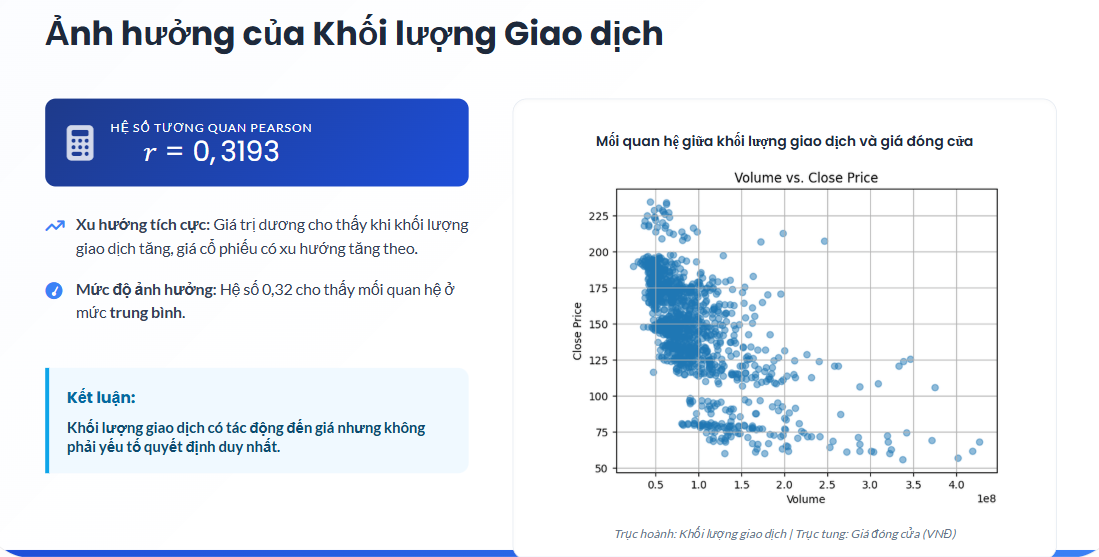 Ảnh hưởng của Khối lượng Giao dịch
HỆ SỐ TƯƠNG QUAN PEARSON
r = 0,3193
Xu hướng tích cực: Giá trị dương cho thấy khi khối lượng
giao dịch tăng, giá cổ phiếu có xu hướng tăng theo.
Mức độ ảnh hưởng: Hệ số 0,32 cho thấy mối quan hệ ở
mức trung bình.
Kết luận:
Khối lượng giao dịch có tác động đến giá nhưng không
phải yếu tố quyết định duy nhất.
Mối quan hệ giữa khối lượng giao dịch và giá đóng cửa
Volume vs. Close Price
Close Price
225
200
175
150
125
100
75
50
0.5 1.0 1.5 2.0 2.5 3.0 3.5 4.0
1e8
Volume
Trục hoành: Khối lượng giao dịch | Trục tung: Giá đóng cửa (VNĐ)